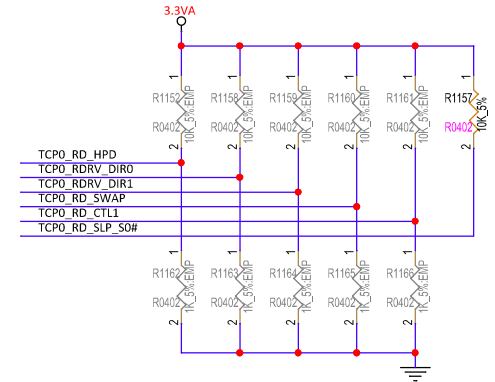 3.3VA
1 1 1 1 1 1
R1152 R1158 R1159 R1160 R1161 R1157
R0402 R0402 R0402 R0402 R0402 R0402
10K_5%:EMP 10K_5%:EMP 10K_5%:EMP 10K_5%:EMP 10K_5%:EMP 10K_5%
2 2 2 2 2 2
TCP0_RD_HPD
TCP0_RDRV_DIR0
TCP0_RDRV_DIR1
TCP0_RD_SWAP
TCP0_RD_CTL1
TCP0_RD_SLP_S0#
1 1 1 1 1
R1162 R1163 R1164 R1165 R1166
R0402 R0402 R0402 R0402 R0402
1K_5%:EMP 1K_5%:EMP 1K_5%:EMP 1K_5%:EMP 1K_5%:EMP
2 2 2 2 2